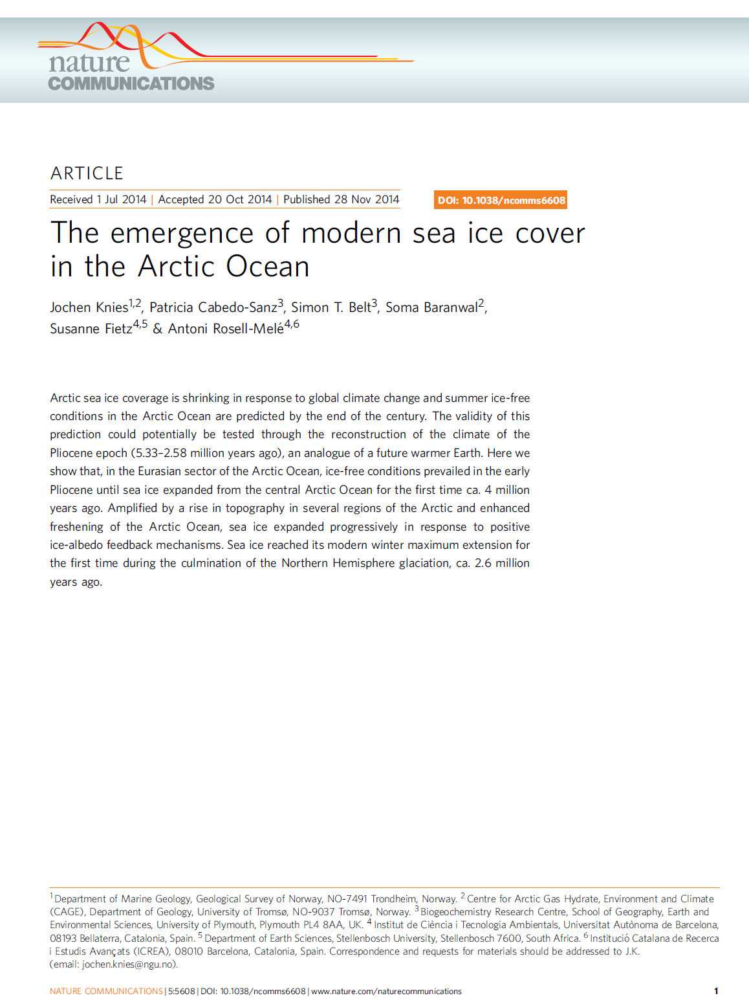 nature
COMMUNICATIONS
ARTICLE
Received 1 Jul 2014 | Accepted 20 Oct 2014 | Published 28 Nov 2014
DOI: 10.1038/ncomms6608
The emergence of modern sea ice cover
in the Arctic Ocean
Jochen Knies1,2, Patricia Cabedo-Sanz3, Simon T. Belt3, Soma Baranwal2,
Susanne Fietz4,5 & Antoni Rosell-Melé4,6
Arctic sea ice coverage is shrinking in response to global climate change and summer ice-free
conditions in the Arctic Ocean are predicted by the end of the century. The validity of this
prediction could potentially be tested through the reconstruction of the climate of the
Pliocene epoch (5.33–2.58 million years ago), an analogue of a future warmer Earth. Here we
show that, in the Eurasian sector of the Arctic Ocean, ice-free conditions prevailed in the early
Pliocene until sea ice expanded from the central Arctic Ocean for the first time ca. 4 million
years ago. Amplified by a rise in topography in several regions of the Arctic and enhanced
freshening of the Arctic Ocean, sea ice expanded progressively in response to positive
ice-albedo feedback mechanisms. Sea ice reached its modern winter maximum extension for
the first time during the culmination of the Northern Hemisphere glaciation, ca. 2.6 million
years ago.
1 Department of Marine Geology, Geological Survey of Norway, NO-7491 Trondheim, Norway. 2 Centre for Arctic Gas Hydrate, Environment and Climate
(CAGE), Department of Geology, University of Tromsø, NO-9037 Tromsø, Norway. 3 Biogeochemistry Research Centre, School of Geography, Earth and
Environmental Sciences, University of Plymouth, Plymouth PL4 8AA, UK. 4 Institut de Ciència i Tecnologia Ambientals, Universitat Autònoma de Barcelona,
08193 Bellaterra, Catalonia, Spain. 5 Department of Earth Sciences, Stellenbosch University, Stellenbosch 7600, South Africa. 6 Institució Catalana de Recerca
i Estudis Avançats (ICREA), 08010 Barcelona, Catalonia, Spain. Correspondence and requests for materials should be addressed to J.K.
(email: jochen.knies@ngu.no).
NATURE COMMUNICATIONS | 5:5608 | DOI: 10.1038/ncomms6608 | www.nature.com/naturecommunications
1